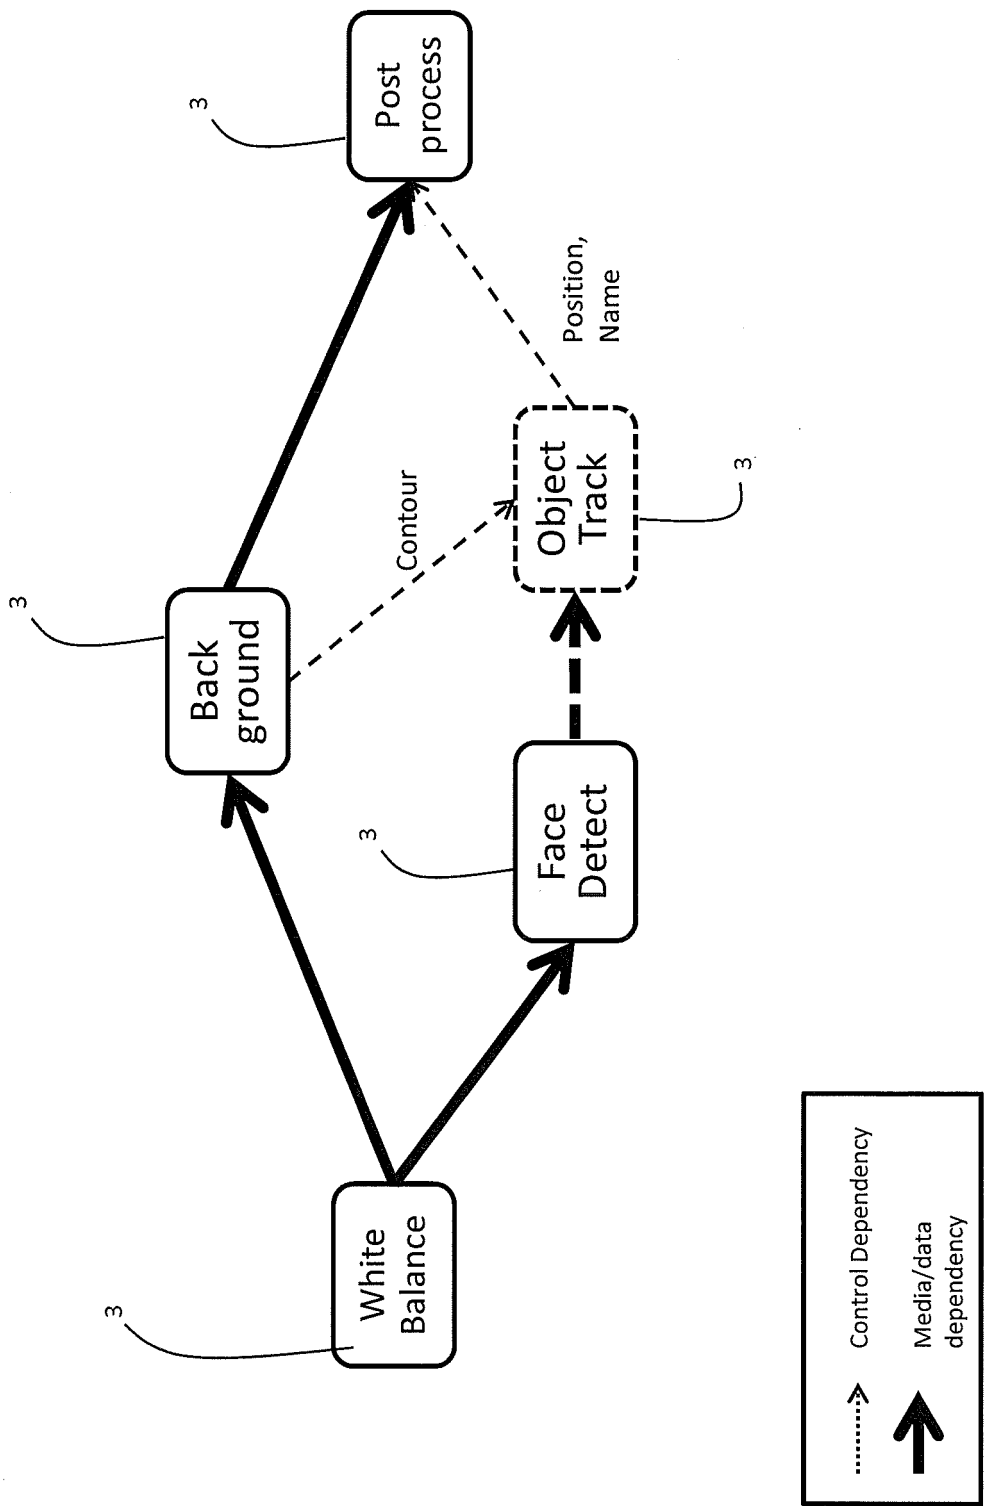 3
White
Balance
3
Back
ground
3
Face
Detect
Contour
Object
Track
3
Position,
Name
3
Post
process
Control Dependency
Media/data
dependency